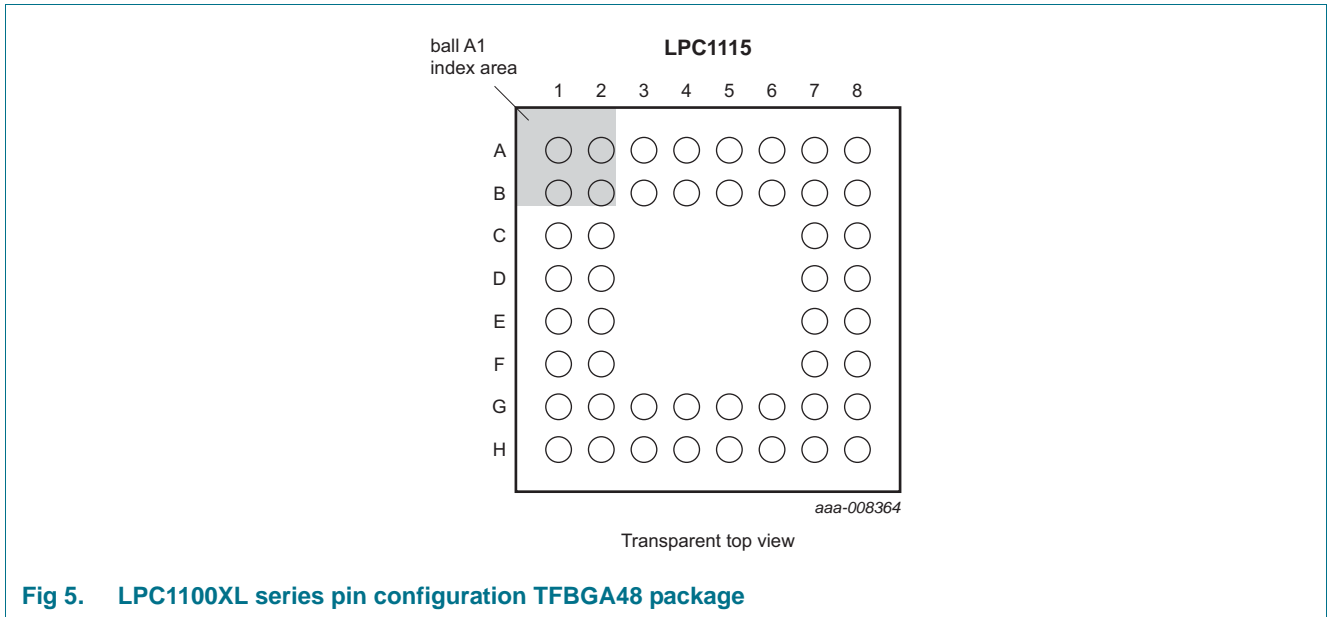 ball A1
index area
LPC1115
1 2 3 4 5 6 7 8
A
B
C
D
E
F
G
H
aaa-008364
Transparent top view
Fig 5. LPC1100XL series pin configuration TFBGA48 package